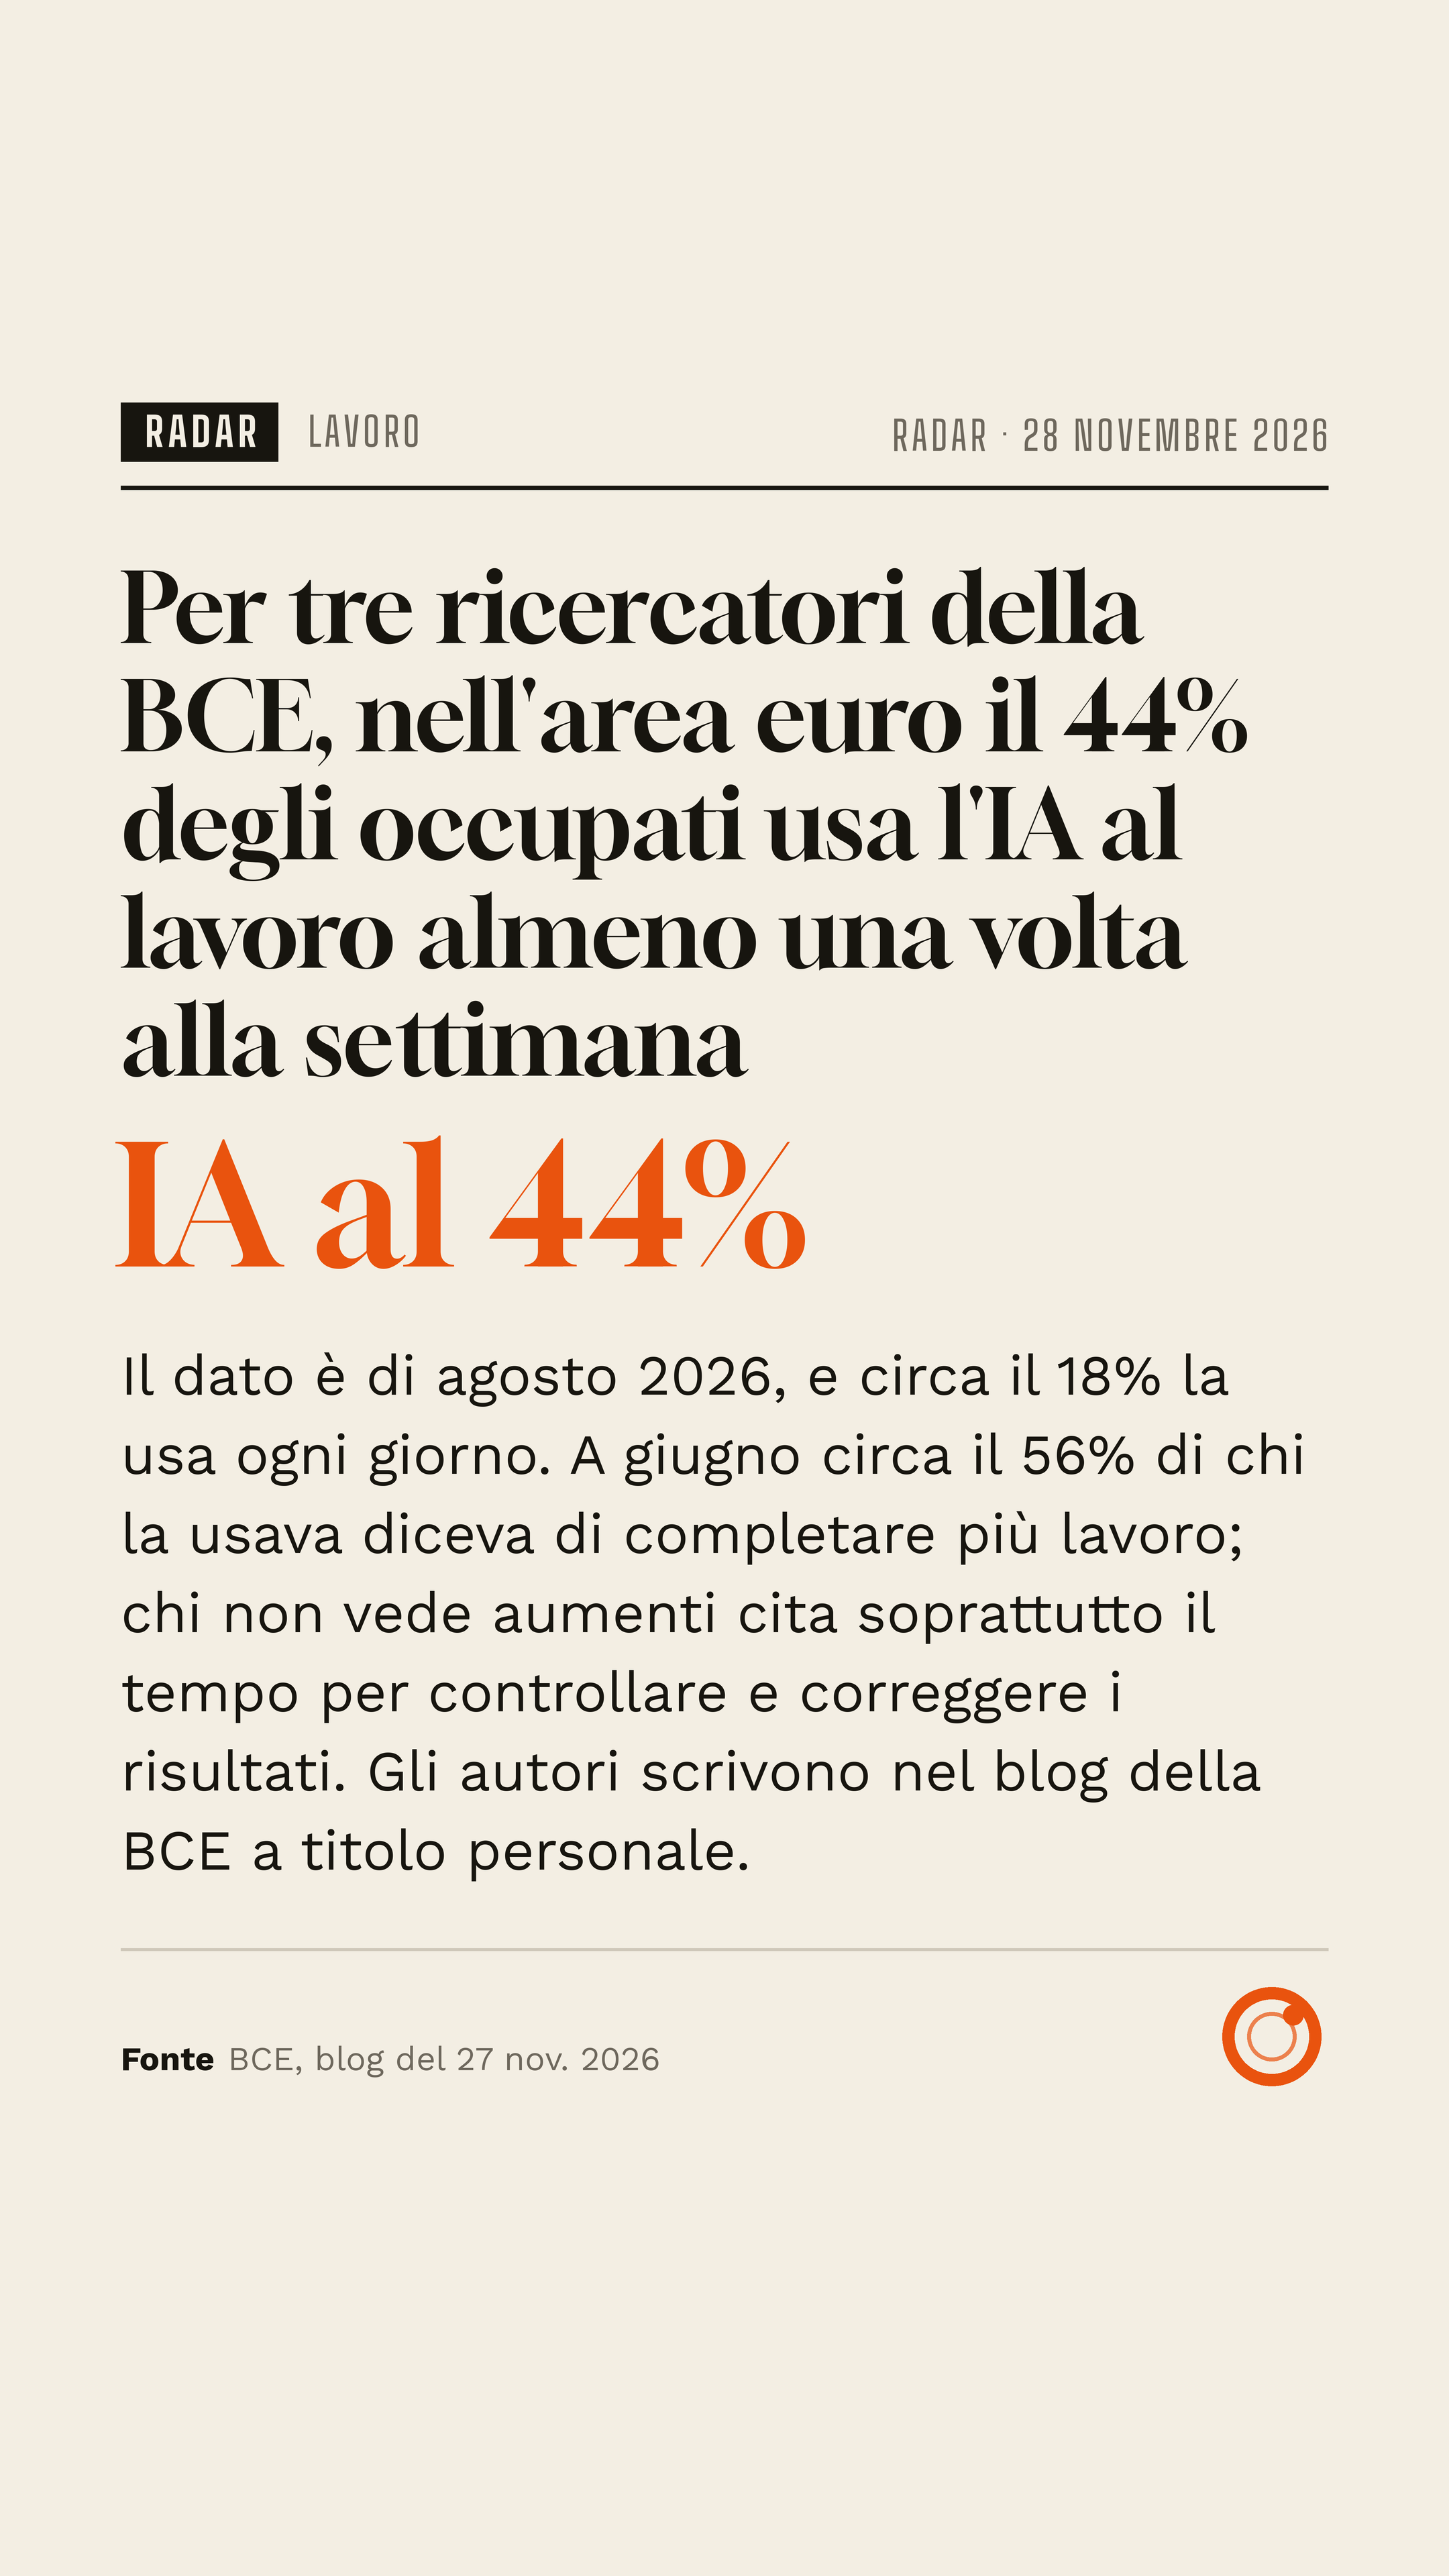 RADAR LAVORO RADAR · 28 NOVEMBRE 2026
Per tre ricercatori della
BCE, nell'area euro il 44%
degli occupati usa l'IA al
lavoro almeno una volta
alla settimana
IA al 44%
Il dato è di agosto 2026, e circa il 18% la
usa ogni giorno. A giugno circa il 56% di chi
la usava diceva di completare più lavoro;
chi non vede aumenti cita soprattutto il
tempo per controllare e correggere i
risultati. Gli autori scrivono nel blog della
BCE a titolo personale.
Fonte BCE, blog del 27 nov. 2026